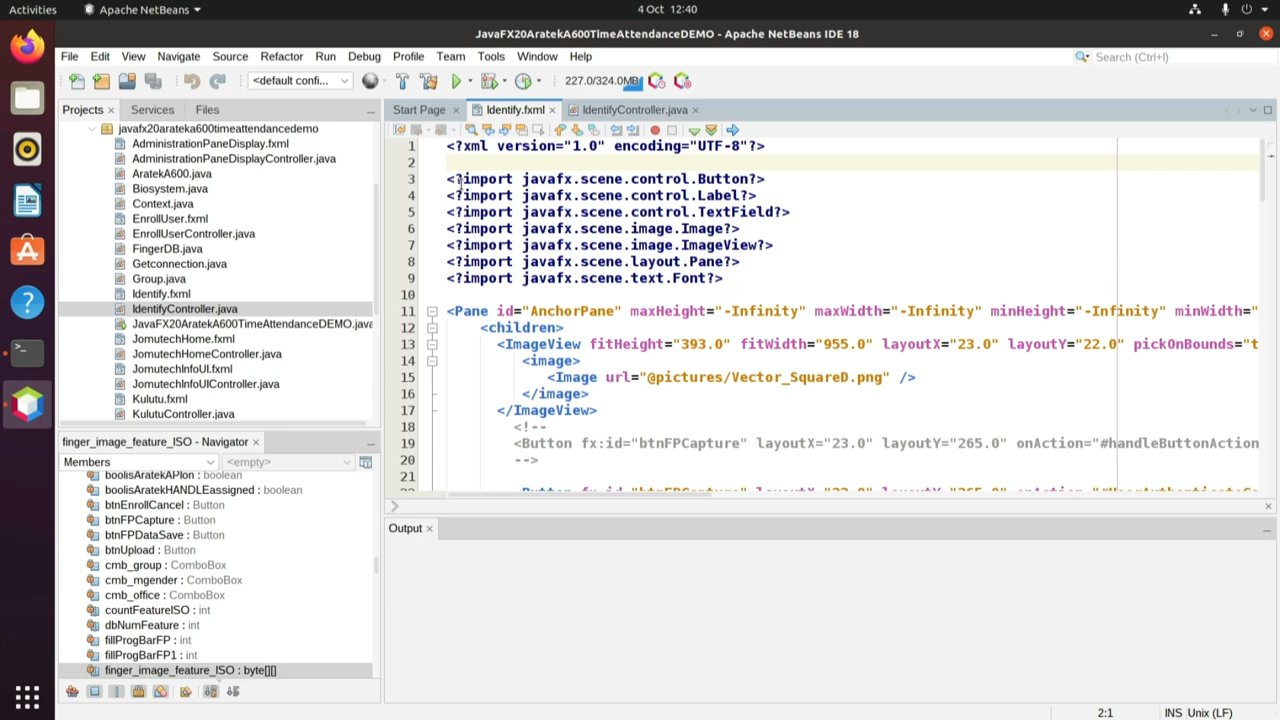 Activities
Apache NetBeans
4 Oct 12:40
JavaFX20AratekA600TimeAttendanceDEMO - Apache NetBeans IDE 18
File Edit View Navigate Source Refactor Run Debug Profile Team Tools Window Help
Search (Ctrl+I)
<default confi...
227.0/324.0MB
Projects
Services
Files
Start Page
Identify.fxml
IdentifyController.java
javafx20arateka600timeattendancedemo
AdministrationPaneDisplay.fxml
AdministrationPaneDisplayController.java
AratekA600.java
Biosystem.java
Context.java
EnrollUser.fxml
EnrollUserController.java
FingerDB.java
Getconnection.java
Group.java
Identify.fxml
IdentifyController.java
JavaFX20AratekA600TimeAttendanceDEMO.java
JomutechHome.fxml
JomutechHomeController.java
JomutechInfoUI.fxml
JomutechInfoUIController.java
Kulutu.fxml
KulutuController.java
finger_image_feature_ISO - Navigator
Members
<empty>
boolisAratekAPIon : boolean
boolisAratekHANDLEassigned : boolean
btnEnrollCancel : Button
btnFPCapture : Button
btnFPDataSave : Button
btnUpload : Button
cmb_group : ComboBox
cmb_mgender : ComboBox
cmb_office : ComboBox
countFeatureISO : int
dbNumFeature : int
fillProgBarFP : int
fillProgBarFP1 : int
finger_image_feature_ISO : byte[][]
1 <?xml version="1.0" encoding="UTF-8"?>
2
3 <?import javafx.scene.control.Button?>
4 <?import javafx.scene.control.Label?>
5 <?import javafx.scene.control.TextField?>
6 <?import javafx.scene.image.Image?>
7 <?import javafx.scene.image.ImageView?>
8 <?import javafx.scene.layout.Pane?>
9 <?import javafx.scene.text.Font?>
10
11 <Pane id="AnchorPane" maxHeight="-Infinity" maxWidth="-Infinity" minHeight="-Infinity" minWidth="-
12 <children>
13 <ImageView fitHeight="393.0" fitWidth="955.0" layoutX="23.0" layoutY="22.0" pickOnBounds="t
14 <image>
15 <Image url="@pictures/Vector_SquareD.png" />
16 </image>
17 </ImageView>
18 <!--
19 <Button fx:id="btnFPCapture" layoutX="23.0" layoutY="265.0" onAction="#handleButtonAction
20 -->
21
Output
2:1
INS Unix (LF)